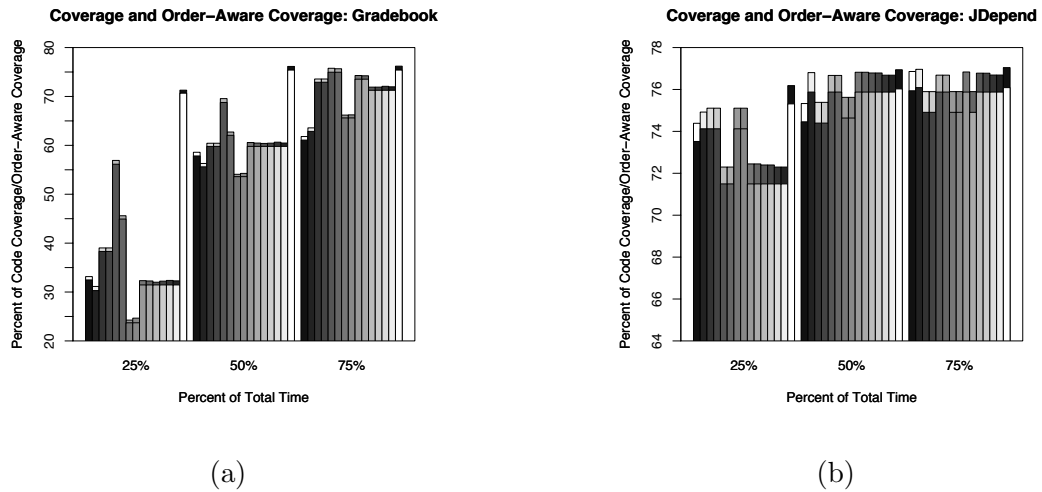 Coverage and Order−Aware Coverage: Gradebook
Percent of Code Coverage/Order−Aware Coverage
80
70
60
50
40
30
20
25%
50%
75%
Percent of Total Time
(a)
Coverage and Order−Aware Coverage: JDepend
Percent of Code Coverage/Order−Aware Coverage
78
76
74
72
70
68
66
64
25%
50%
75%
Percent of Total Time
(b)